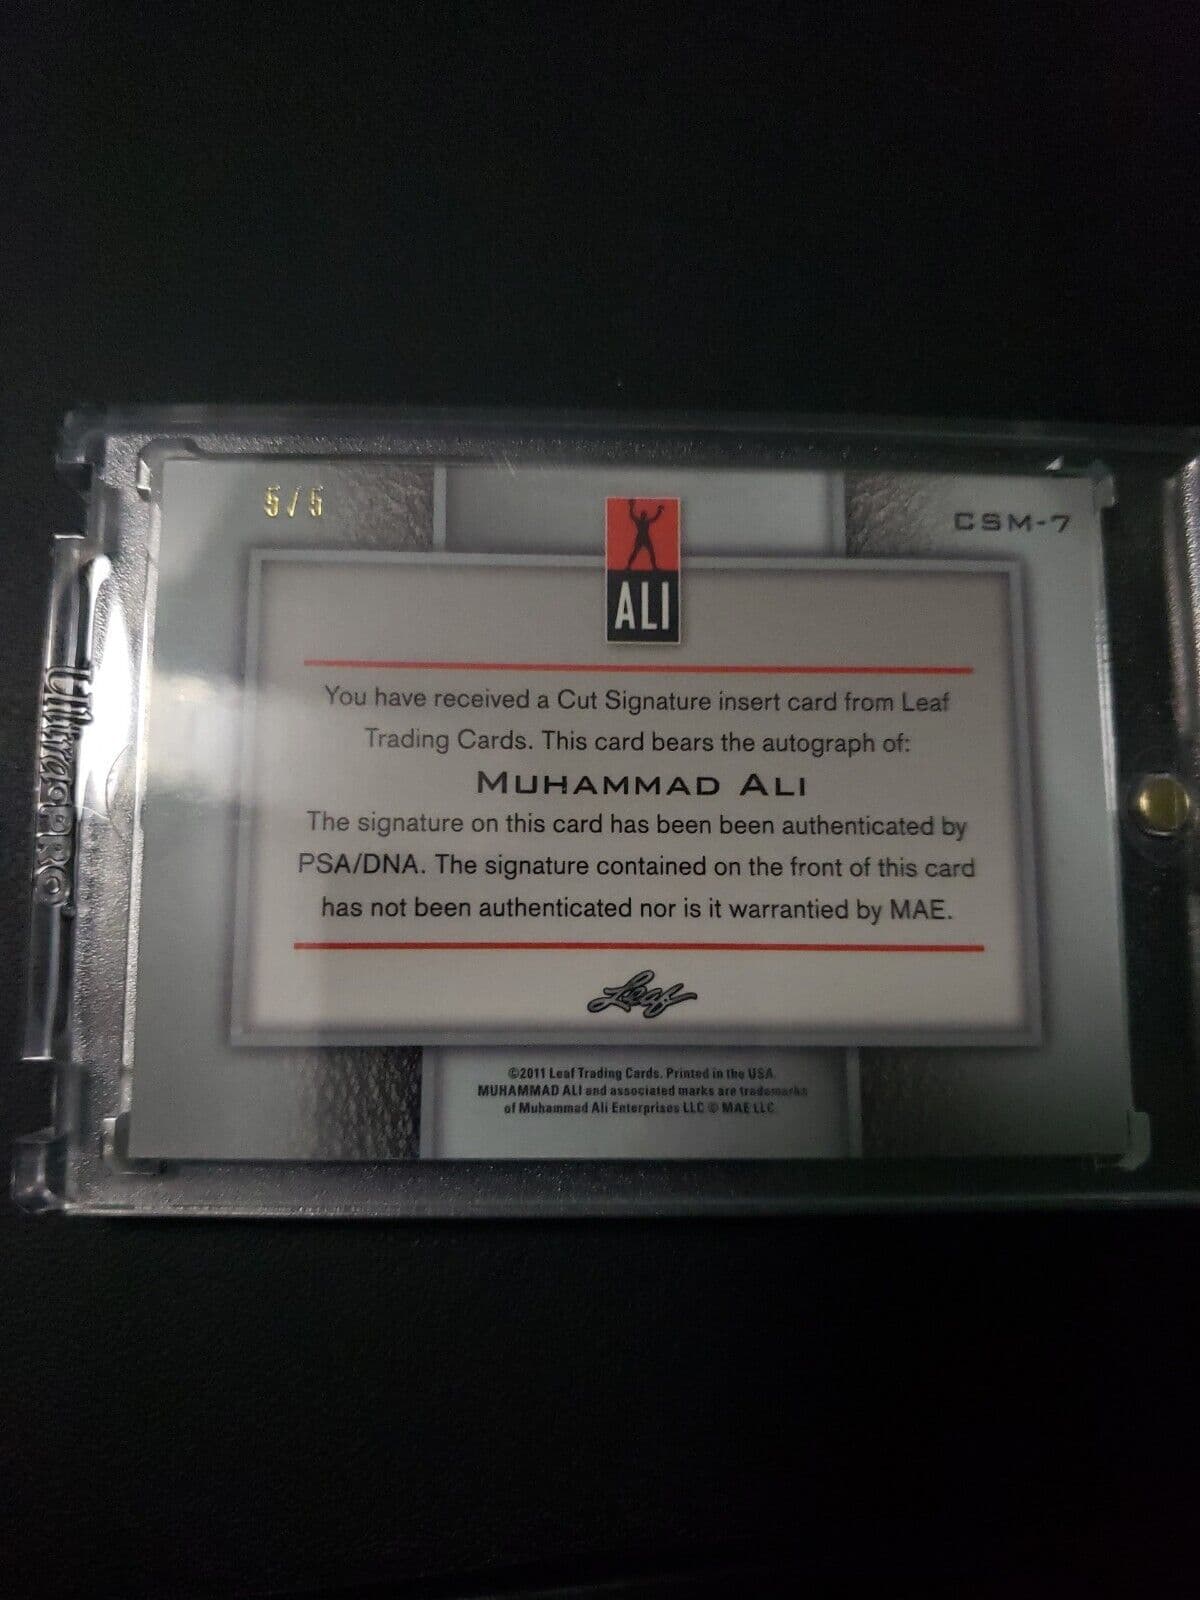 5/5
CSM-7
ALI
You have received a Cut Signature insert card from Leaf
Trading Cards. This card bears the autograph of:
MUHAMMAD ALI
The signature on this card has been been authenticated by
PSA/DNA. The signature contained on the front of this card
has not been authenticated nor is it warrantied by MAE.
Leaf
©2011 Leaf Trading Cards. Printed in the USA.
MUHAMMAD ALI and associated marks are trademarks
of Muhammad Ali Enterprises LLC © MAE LLC
Ultra PRO